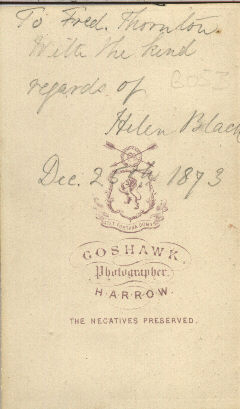 To Fred. Thornton
With the kind
regards of
Helen Black
Dec. 26th 1873
GOSHAWK.
Photographer.
HARROW.
THE NEGATIVES PRESERVED.